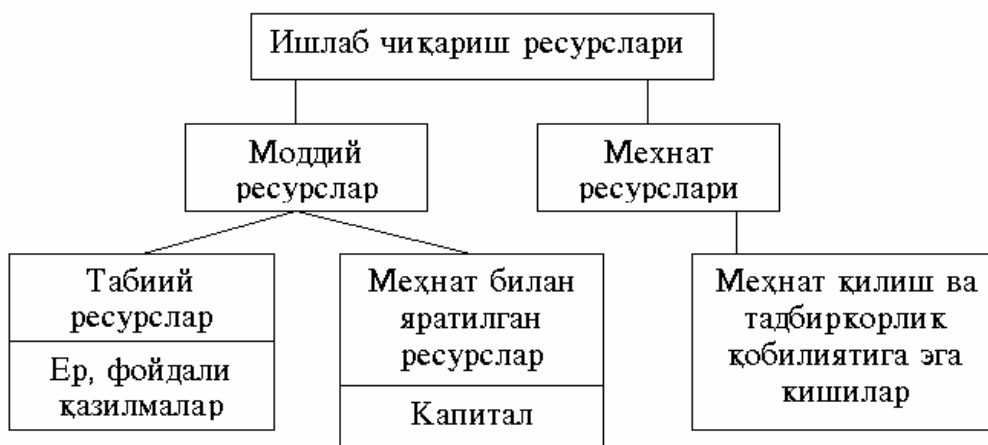 Ишлаб чиқариш ресурслари
Моддий
ресурслар
Мехнат
ресурслари
Табиий
ресурслар
Ер, фойдали
қазилмалар
Меҳнат билан
яратилган
ресурслар
Капитал
Меҳнат қилиш ва
тадбиркорлик
қобилиятига эга
кишилар